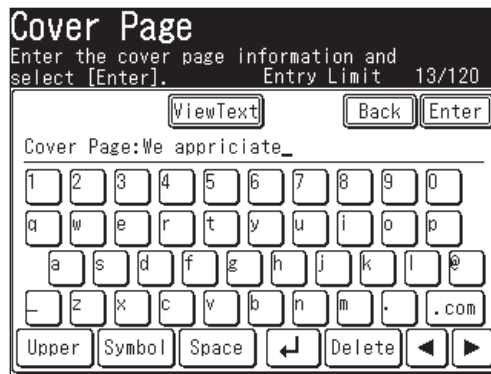 Cover Page
Enter the cover page information and
select [Enter]. Entry Limit 13/120
ViewText Back Enter
Cover Page:We appriciate_
1 2 3 4 5 6 7 8 9 0
q w e r t y u i o p
a s d f g h j k l @
_ z x c v b n m . .com
Upper Symbol Space ↵ Delete ◀ ▶